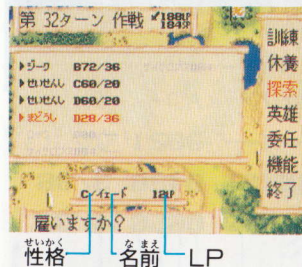 第 32ターン 作戦
訓練
休養
探索
英雄
委任
機能
終了
▶ジーク B72/36
▶せいせんし C60/20
▶せいせんし D60/20
▶まどうし D28/36
C/イェード 12LP
雇いますか?
せいかく なまえ
性格 名前 LP